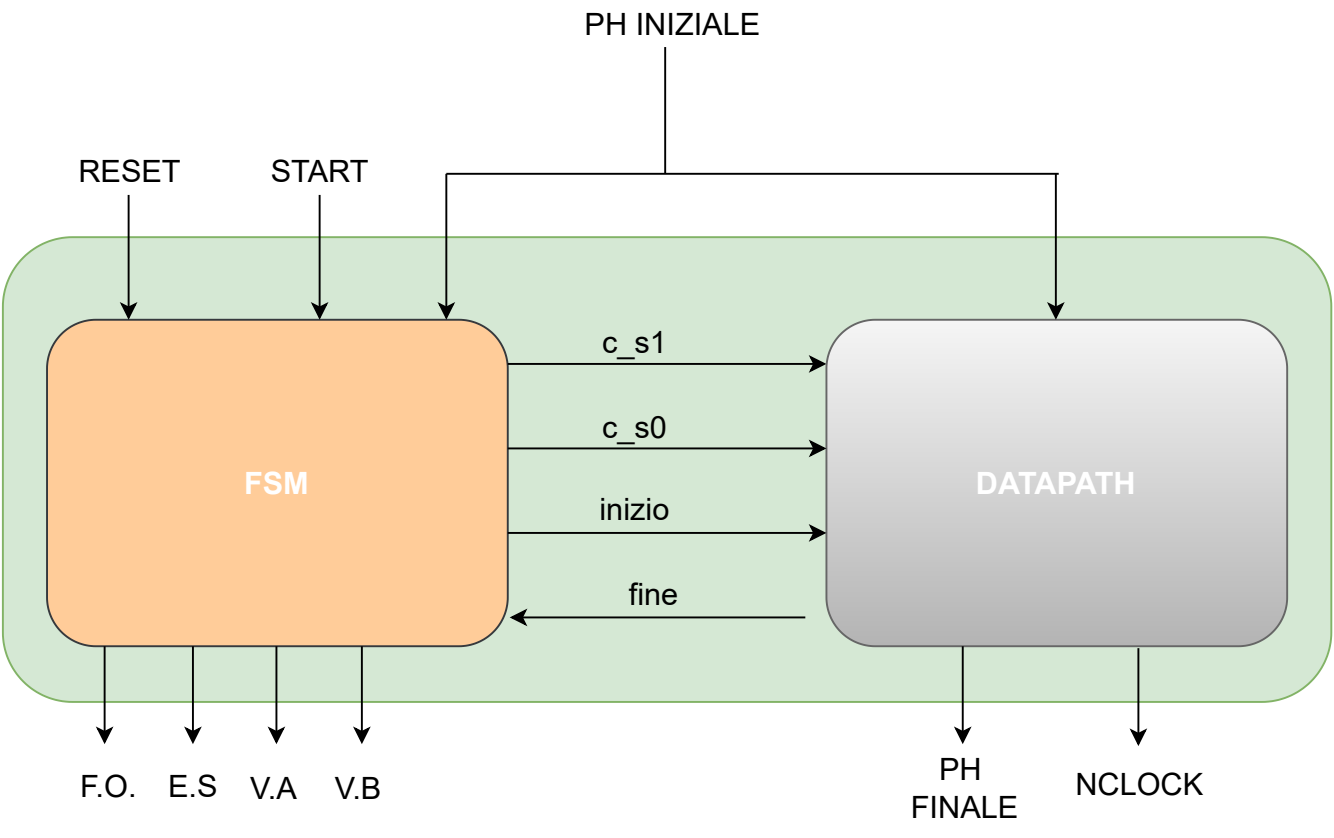 PH INIZIALE
RESET
START
c_s1
c_s0
FSM
DATAPATH
inizio
fine
F.O.
E.S
V.A
V.B
PH
FINALE
NCLOCK